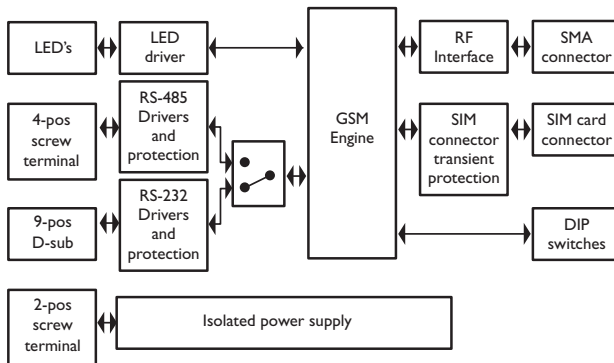 LED's
LED
driver
4-pos
screw
terminal
RS-485
Drivers
and
protection
9-pos
D-sub
RS-232
Drivers
and
protection
GSM
Engine
RF
Interface
SMA
connector
SIM
connector
transient
protection
SIM card
connector
DIP
switches
2-pos
screw
terminal
Isolated power supply